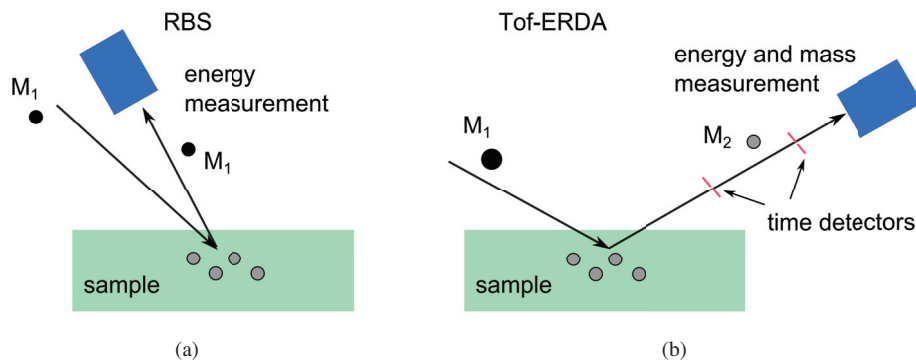 RBS
M₁
energy
measurement
M₁
sample
(a)
Tof-ERDA
energy and mass
measurement
M₁
M₂
time detectors
sample
(b)